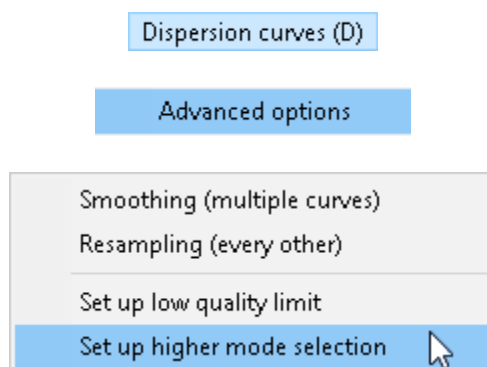 Dispersion curves (D)
Advanced options
Smoothing (multiple curves)
Resampling (every other)
Set up low quality limit
Set up higher mode selection